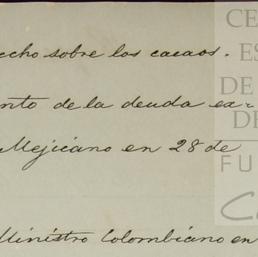 echo sobre los cacaos.
nto de la deuda ex-
Mejicano en 28 de
Ministro Colombiano en
CE
ES
DE
DE
FU